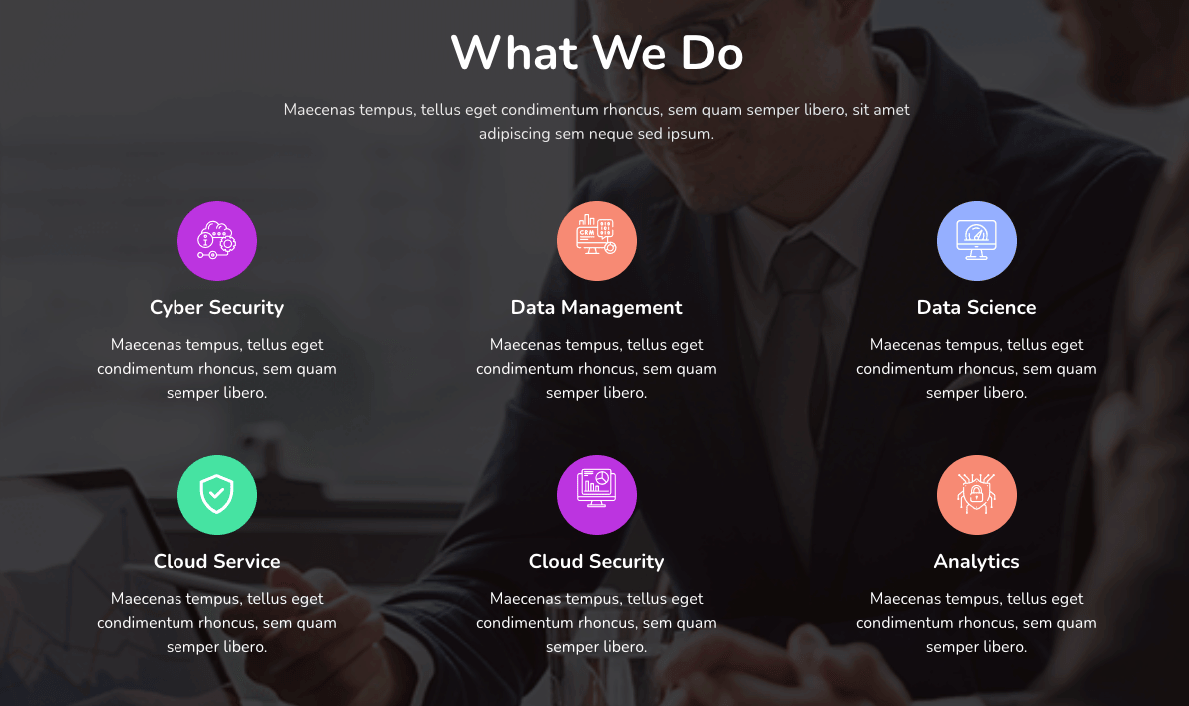 What We Do
Maecenas tempus, tellus eget condimentum rhoncus, sem quam semper libero, sit amet
adipiscing sem neque sed ipsum.
CRM
Cyber Security
Data Management
Data Science
Maecenas tempus, tellus eget
condimentum rhoncus, sem quam
semper libero.
Maecenas tempus, tellus eget
condimentum rhoncus, sem quam
semper libero.
Maecenas tempus, tellus eget
condimentum rhoncus, sem quam
semper libero.
Cloud Service
Cloud Security
Analytics
Maecenas tempus, tellus eget
condimentum rhoncus, sem quam
semper libero.
Maecenas tempus, tellus eget
condimentum rhoncus, sem quam
semper libero.
Maecenas tempus, tellus eget
condimentum rhoncus, sem quam
semper libero.